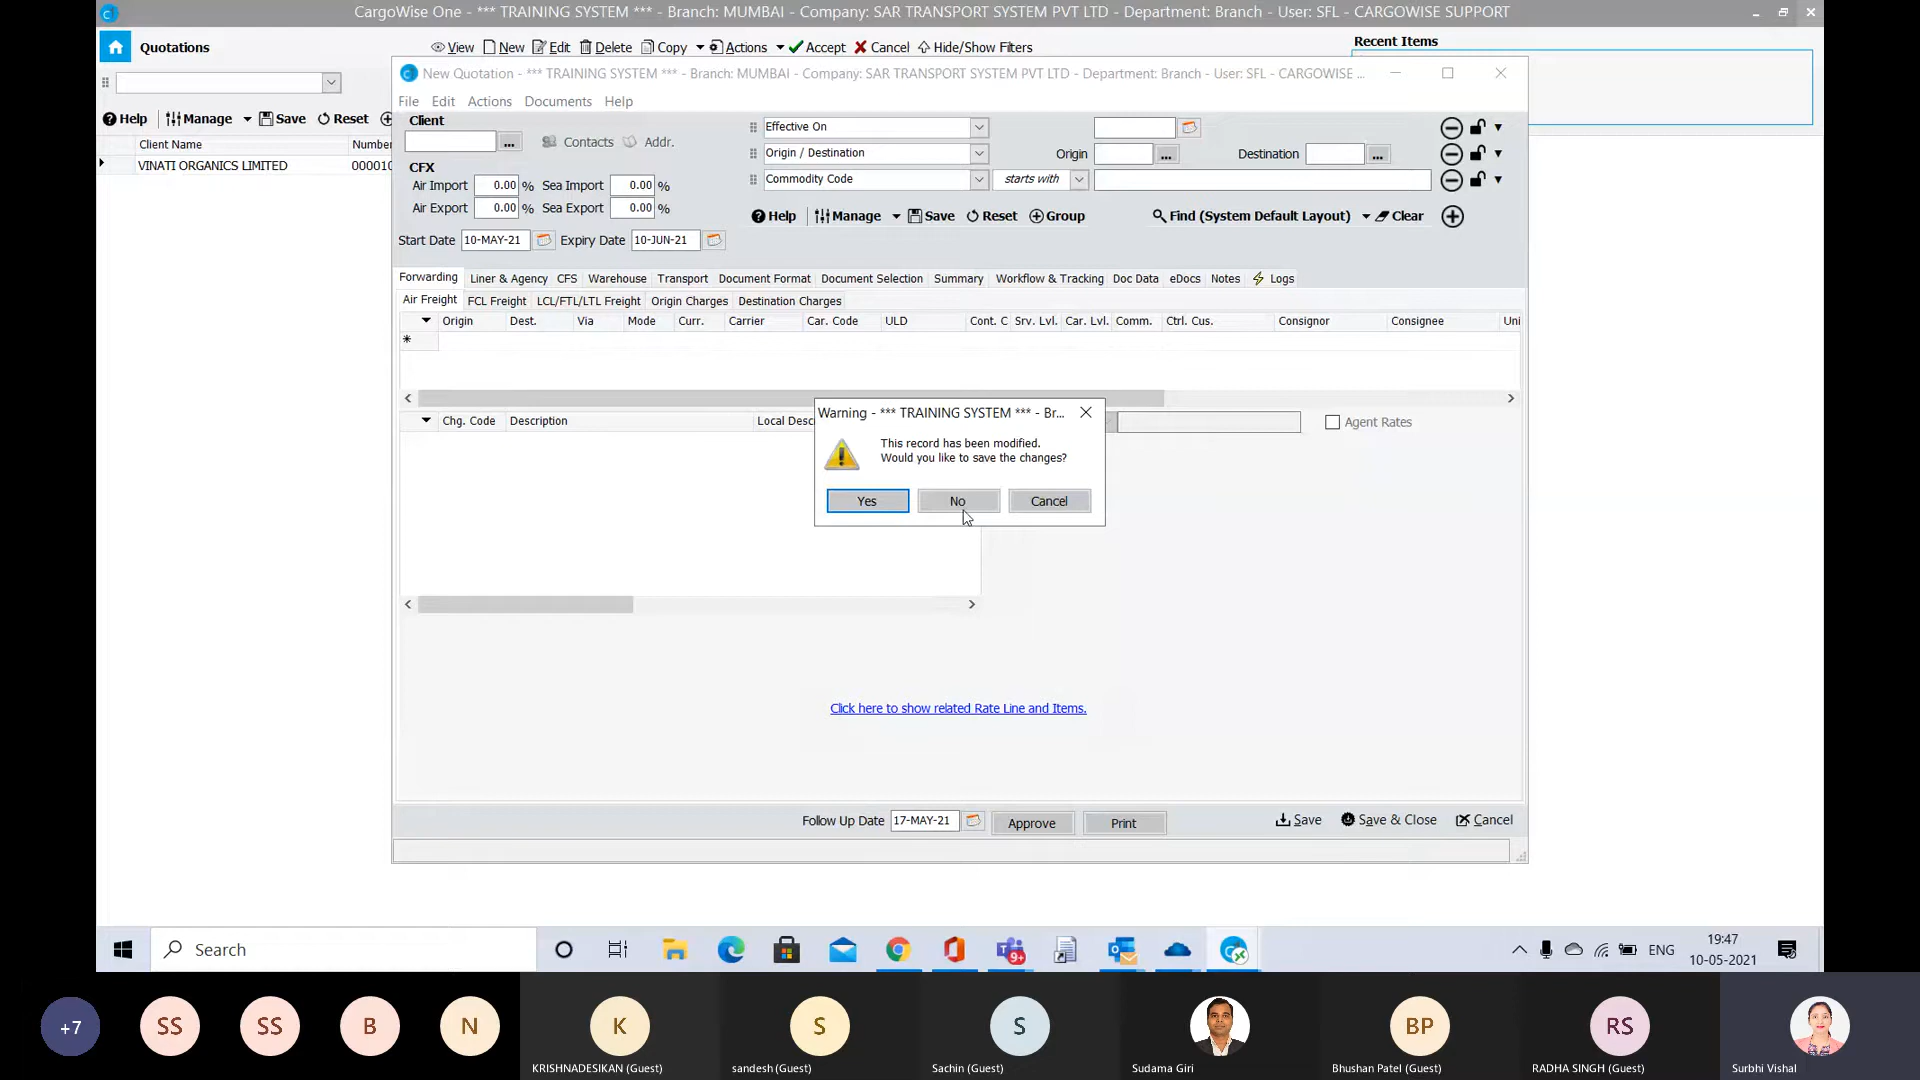 CargoWise One - *** TRAINING SYSTEM *** - Branch: MUMBAI - Company: SAR TRANSPORT SYSTEM PVT LTD - Department: Branch - User: SFL - CARGOWISE SUPPORT
Quotations
View New Edit Delete Copy Actions Accept Cancel Hide/Show Filters
Recent Items
Help Manage Save Reset
Client Name Number
VINATI ORGANICS LIMITED 000010
New Quotation - *** TRAINING SYSTEM *** - Branch: MUMBAI - Company: SAR TRANSPORT SYSTEM PVT LTD - Department: Branch - User: SFL - CARGOWISE ...
File Edit Actions Documents Help
Client
... Contacts Addr.
CFX
Air Import 0.00 % Sea Import 0.00 %
Air Export 0.00 % Sea Export 0.00 %
Start Date 10-MAY-21 Expiry Date 10-JUN-21
Effective On
Origin / Destination Origin ... Destination ...
Commodity Code starts with
Help Manage Save Reset Group Find (System Default Layout) Clear
Forwarding Liner & Agency CFS Warehouse Transport Document Format Document Selection Summary Workflow & Tracking Doc Data eDocs Notes Logs
Air Freight FCL Freight LCL/FTL/LTL Freight Origin Charges Destination Charges
Origin Dest. Via Mode Curr. Carrier Car. Code ULD Cont. C Srv. Lvl. Car. Lvl. Comm. Ctrl. Cus. Consignor Consignee Uni
*
Chg. Code Description Local Desc Agent Rates
Warning - *** TRAINING SYSTEM *** - Br...
This record has been modified.
Would you like to save the changes?
Yes No Cancel
Click here to show related Rate Line and Items.
Follow Up Date 17-MAY-21 Approve Print Save Save & Close Cancel
Search
9+
ENG
19:47
10-05-2021
+7 SS SS B N K S S BP RS
KRISHNADESIKAN (Guest) sandesh (Guest) Sachin (Guest) Sudama Giri Bhushan Patel (Guest) RADHA SINGH (Guest) Surbhi Vishal